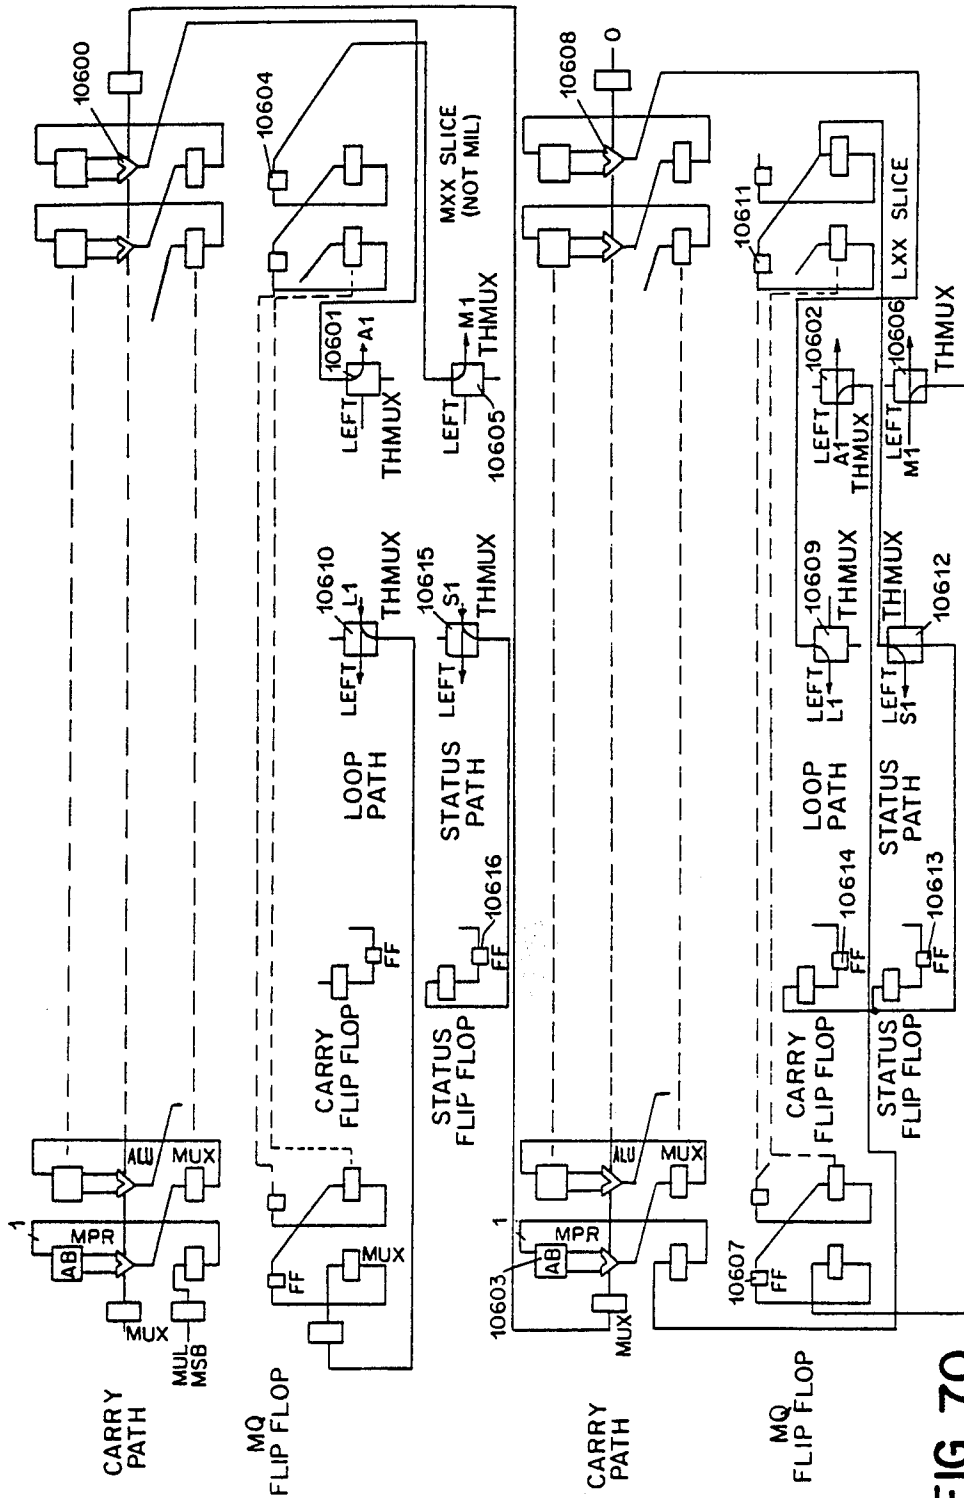 CARRY
PATH
MUL
MSB
MUX
1
AB
MPR
ALU
MUX
10600
MQ
FLIP FLOP
FF
MUX
CARRY
FLIP FLOP
FF
LOOP
PATH
LEFT
L1
10610
THMUX
LEFT
THMUX
10601
A1
10604
STATUS
FLIP FLOP
10616
FF
STATUS
PATH
LEFT
S1
10615
THMUX
LEFT
10605
M1
THMUX
MXX SLICE
(NOT MIL)
CARRY
PATH
MUX
10603
1
AB
MPR
ALU
MUX
10608
0
MQ
FLIP FLOP
10607
FF
CARRY
FLIP FLOP
FF
10614
LOOP
PATH
LEFT
L1
10609
THMUX
LEFT
A1
THMUX
10602
10611
LXX SLICE
STATUS
FLIP FLOP
FF
10613
STATUS
PATH
LEFT
S1
THMUX
10612
LEFT
M1
10606
THMUX
FIG 70